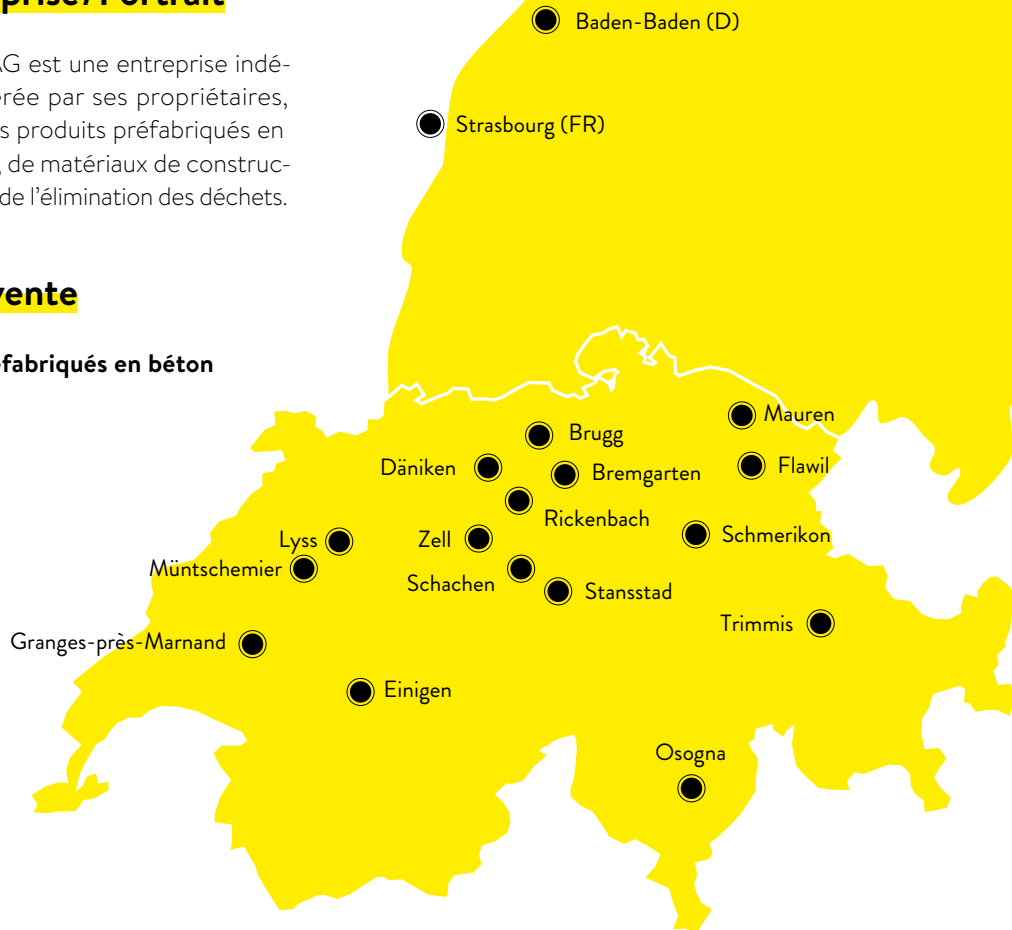 prise/Portrait
AG est une entreprise indé-
érée par ses propriétaires,
s produits préfabriqués en
, de matériaux de construc-
de l'élimination des déchets.
vente
éfabriqués en béton
Baden-Baden (D)
Strasbourg (FR)
Mauren
Brugg
Däniken
Bremgarten
Flawil
Rickenbach
Lyss
Zell
Schmerikon
Müntschemier
Schachen
Stansstad
Trimmis
Granges-près-Marnand
Einigen
Osogna